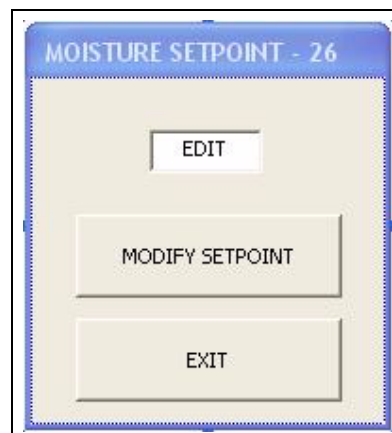 MOISTURE SETPOINT - 26
EDIT
MODIFY SETPOINT
EXIT